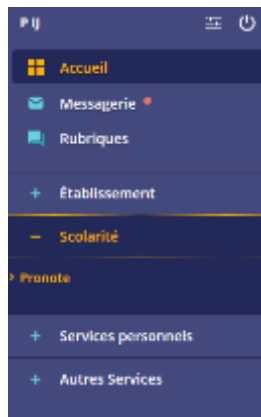 PIJ
Accueil
Messagerie
Rubriques
Établissement
Scolarité
Pronote
Services personnels
Autres Services